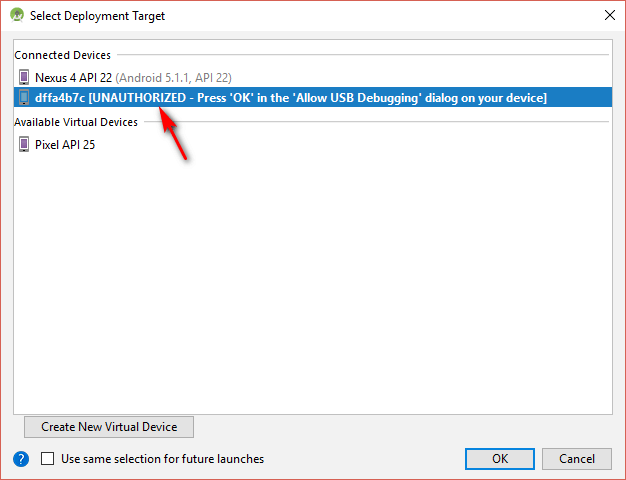 Select Deployment Target
Connected Devices
Nexus 4 API 22 (Android 5.1.1, API 22)
dffa4b7c [UNAUTHORIZED - Press 'OK' in the 'Allow USB Debugging' dialog on your device]
Available Virtual Devices
Pixel API 25
Create New Virtual Device
? Use same selection for future launches
OK
Cancel